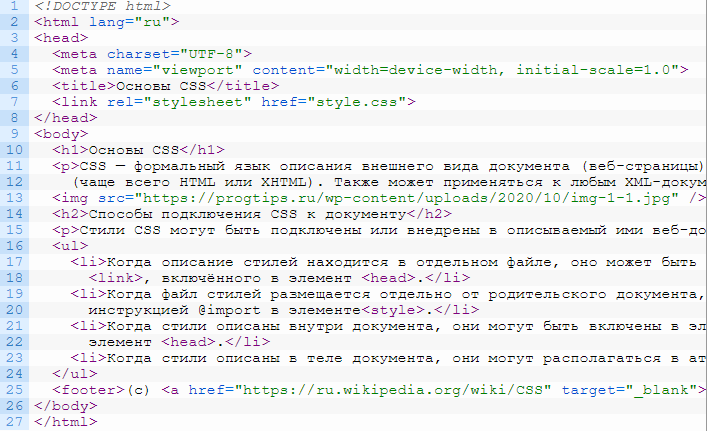 1 <!DOCTYPE html>
2 <html lang="ru">
3 <head>
4 <meta charset="UTF-8">
5 <meta name="viewport" content="width=device-width, initial-scale=1.0">
6 <title>Основы CSS</title>
7 <link rel="stylesheet" href="style.css">
8 </head>
9 <body>
10 <h1>Основы CSS</h1>
11 <p>CSS — формальный язык описания внешнего вида документа (веб-страницы)
12 (чаще всего HTML или XHTML). Также может применяться к любым XML-докум
13 <img src="https://progtips.ru/wp-content/uploads/2020/10/img-1-1.jpg" />
14 <h2>Способы подключения CSS к документу</h2>
15 <p>Стили CSS могут быть подключены или внедрены в описываемый ими веб-до
16 <ul>
17 <li>Когда описание стилей находится в отдельном файле, оно может быть
18 <link>, включённого в элемент <head>.</li>
19 <li>Когда файл стилей размещается отдельно от родительского документа,
20 инструкцией @import в элементе<style>.</li>
21 <li>Когда стили описаны внутри документа, они могут быть включены в эл
22 элемент <head>.</li>
23 <li>Когда стили описаны в теле документа, они могут располагаться в ат
24 </ul>
25 <footer>(c) <a href="https://ru.wikipedia.org/wiki/CSS" target="_blank">
26 </body>
27 </html>